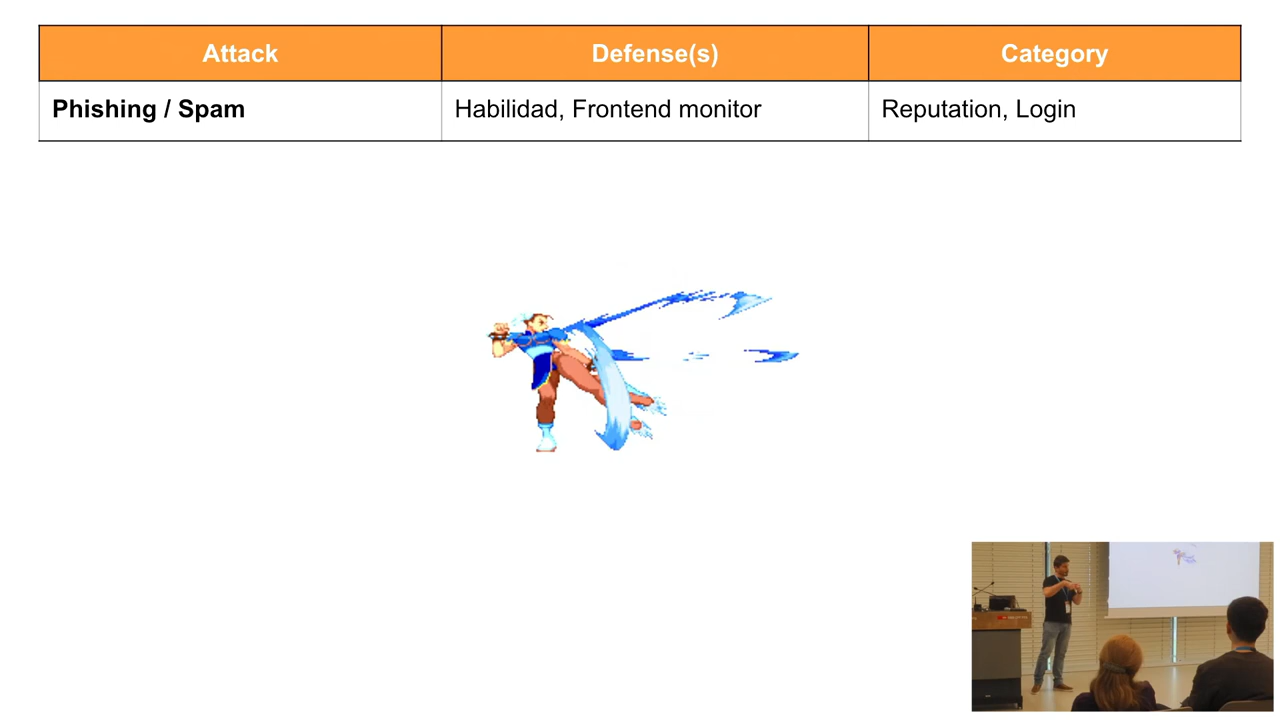 Attack Defense(s) Category
Phishing / Spam Habilidad, Frontend monitor Reputation, Login